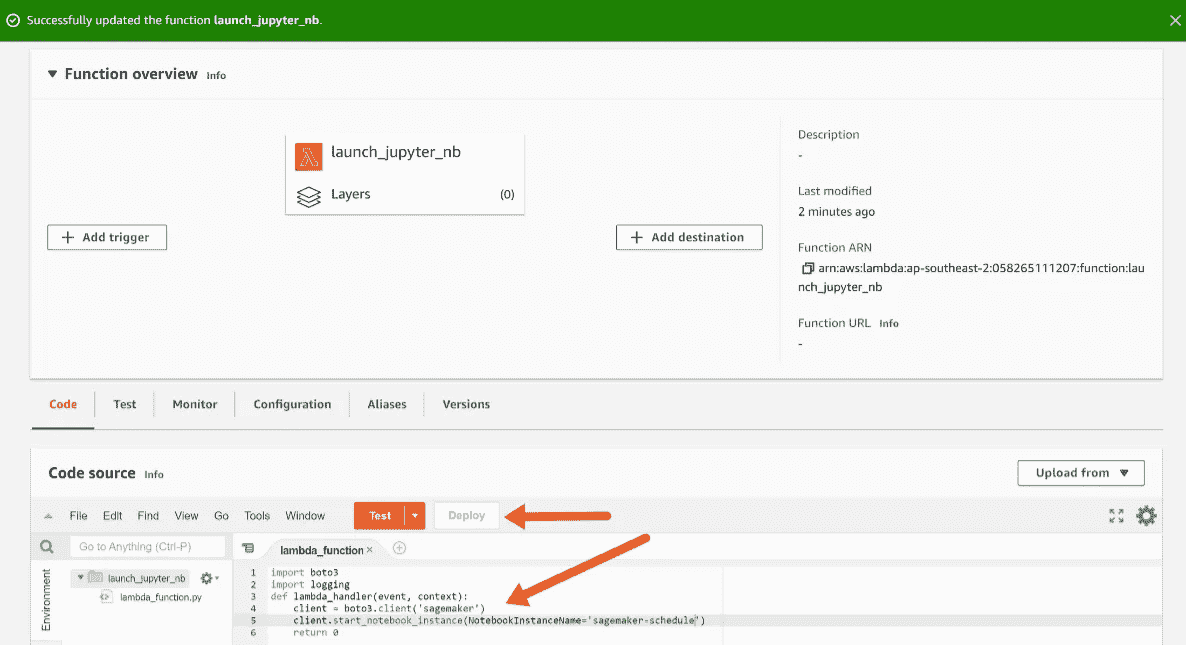 Successfully updated the function launch_jupyter_nb.
Function overview Info
launch_jupyter_nb
Layers (0)
Add trigger
Add destination
Description
-
Last modified
2 minutes ago
Function ARN
arn:aws:lambda:ap-southeast-2:058265111207:function:lau
nch_jupyter_nb
Function URL Info
-
Code Test Monitor Configuration Aliases Versions
Code source Info
Upload from
File Edit Find View Go Tools Window Test Deploy
Go to Anything (Ctrl-P)
lambda_function
Environment
launch_jupyter_nb
lambda_function.py
1 import boto3
2 import logging
3 def lambda_handler(event, context):
4 client = boto3.client('sagemaker')
5 client.start_notebook_instance(NotebookInstanceName='sagemaker-schedule')
6 return 0